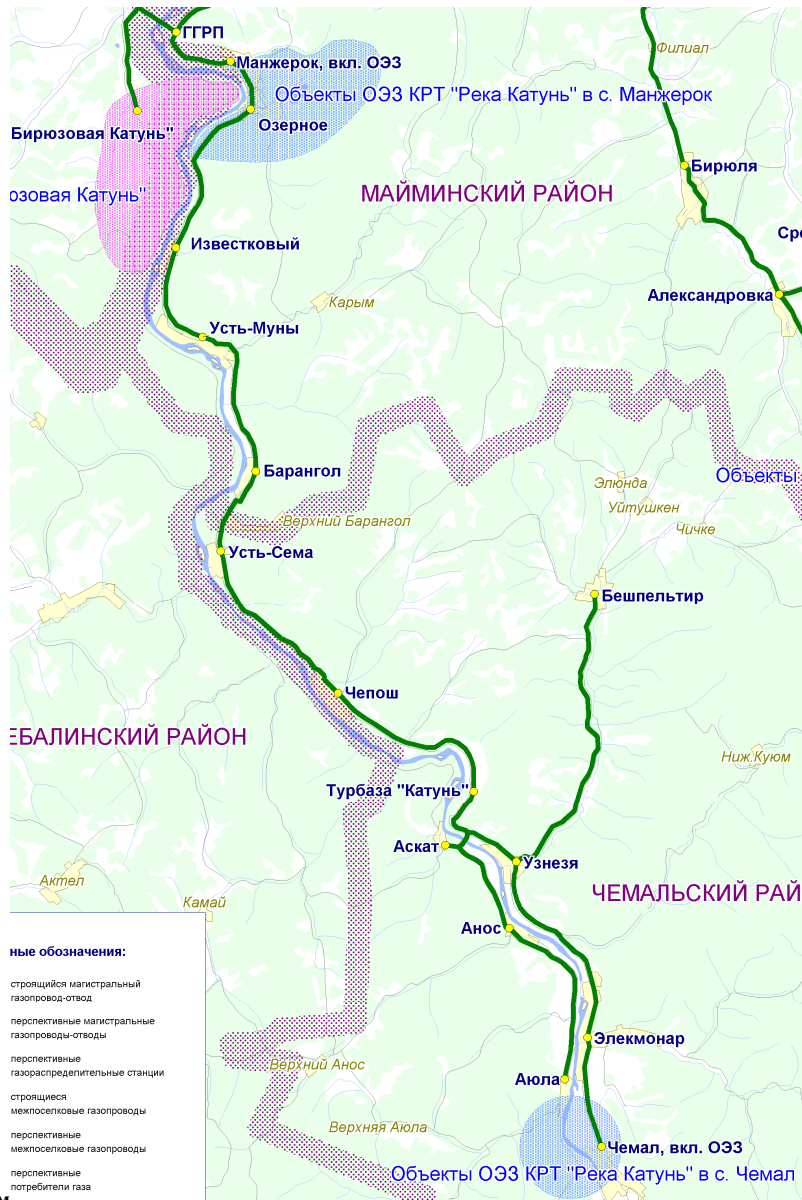 ГГРП
Филиал
Манжерок, вкл. ОЭЗ
Объекты ОЭЗ КРТ "Река Катунь" в с. Манжерок
Бирюзовая Катунь"
Озерное
Бирюля
юзовая Катунь"
МАЙМИНСКИЙ РАЙОН
Сре
Известковый
Карым
Александровка
Усть-Муны
Барангол
Объекты
Элюнда
Уйтушкен
Верхний Барангол
Чичке
Усть-Сема
Бешпельтир
Чепош
ЕБАЛИНСКИЙ РАЙОН
Ниж.Куюм
Турбаза "Катунь"
Аскат
Узнезя
Актел
ЧЕМАЛЬСКИЙ РАЙ
Камай
Анос
ные обозначения:
строящийся магистральный
газопровод-отвод
перспективные магистральные
газопроводы-отводы
Элекмонар
перспективные
газораспределительные станции
Верхний Анос
Аюла
строящиеся
межпоселковые газопроводы
Верхняя Аюла
перспективные
межпоселковые газопроводы
Чемал, вкл. ОЭЗ
Объекты ОЭЗ КРТ "Река Катунь" в с. Чемал
перспективные
потребители газа